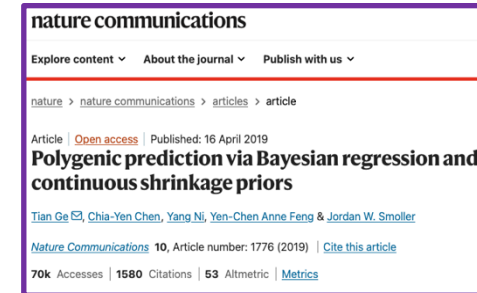 nature communications
Explore content About the journal Publish with us
nature > nature communications > articles > article
Article | Open access | Published: 16 April 2019
Polygenic prediction via Bayesian regression and
continuous shrinkage priors
Tian Ge, Chia-Yen Chen, Yang Ni, Yen-Chen Anne Feng & Jordan W. Smoller
Nature Communications 10, Article number: 1776 (2019) | Cite this article
70k Accesses | 1580 Citations | 53 Altmetric | Metrics